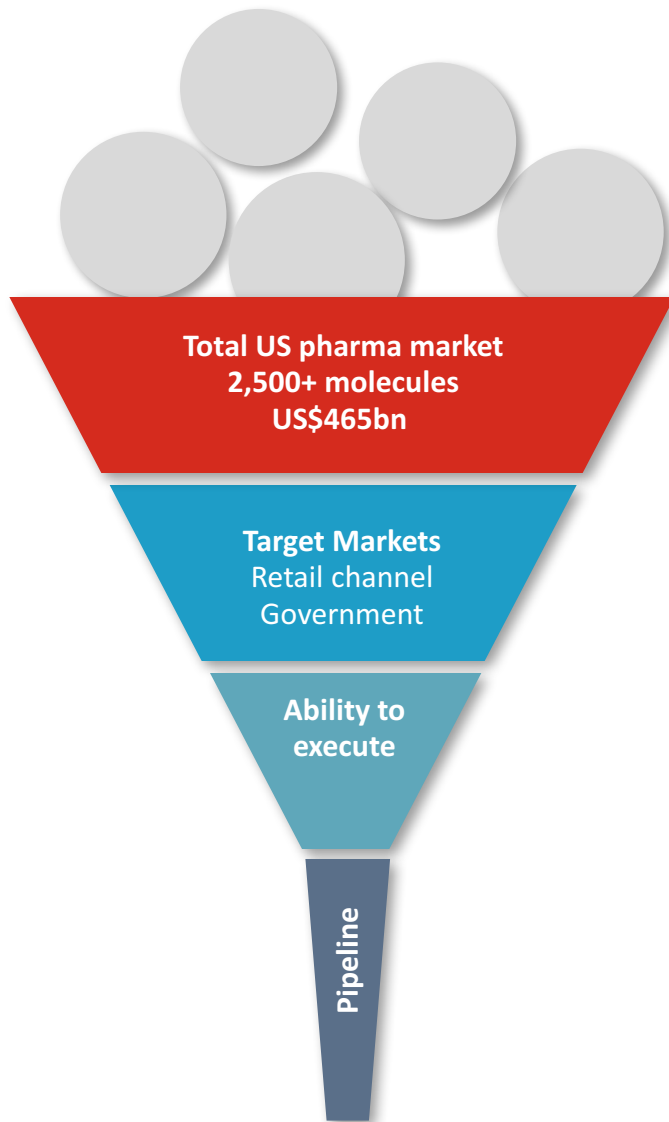 Total US pharma market
2,500+ molecules
US$465bn
Target Markets
Retail channel
Government
Ability to
execute
Pipeline